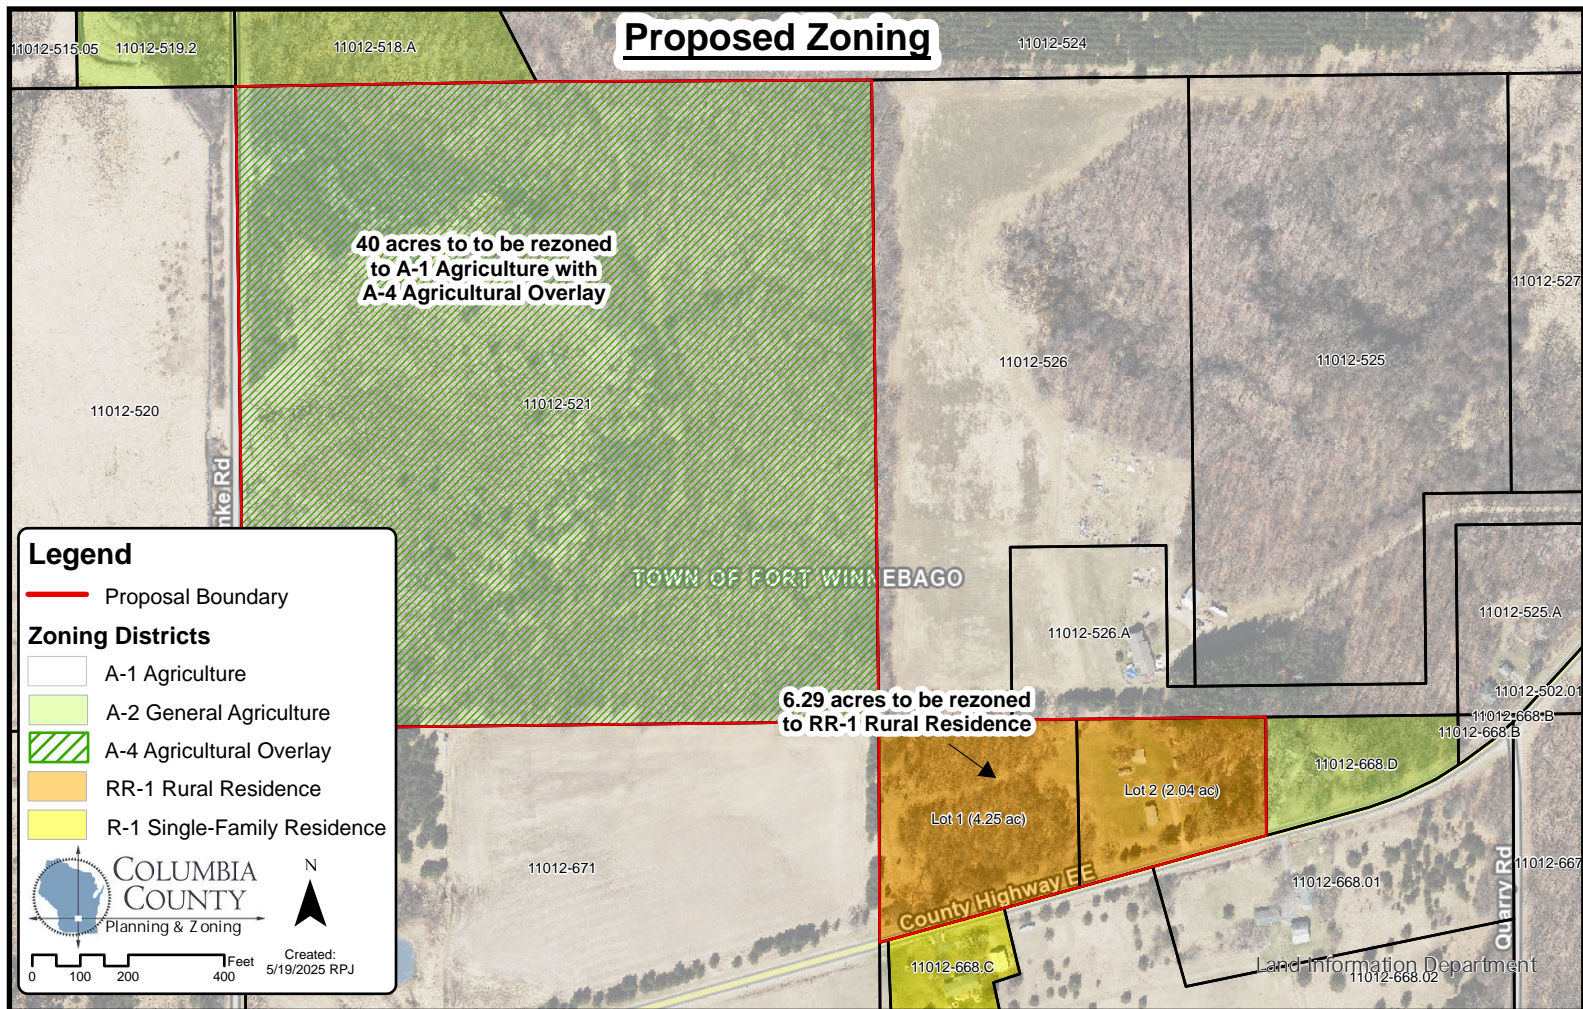 Proposed Zoning
11012-515.05
11012-519.2
11012-518.A
11012-524
40 acres to to be rezoned
to A-1 Agriculture with
A-4 Agricultural Overlay
11012-527
11012-526
11012-525
11012-520
11012-521
TOWN OF FORT WINNEBAGO
11012-526.A
11012-525.A
6.29 acres to be rezoned
to RR-1 Rural Residence
11012-502.01
11012-668.B
11012-668.B
11012-668.D
Lot 1 (4.25 ac)
Lot 2 (2.04 ac)
11012-671
County Highway EE
11012-668.01
11012-667
Quarry Rd
11012-668.C
Land Information Department
11012-668.02
Legend
Proposal Boundary
Zoning Districts
A-1 Agriculture
A-2 General Agriculture
A-4 Agricultural Overlay
RR-1 Rural Residence
R-1 Single-Family Residence
COLUMBIA
COUNTY
Planning & Zoning
N
Created:
5/19/2025 RPJ
Feet
0 100 200 400